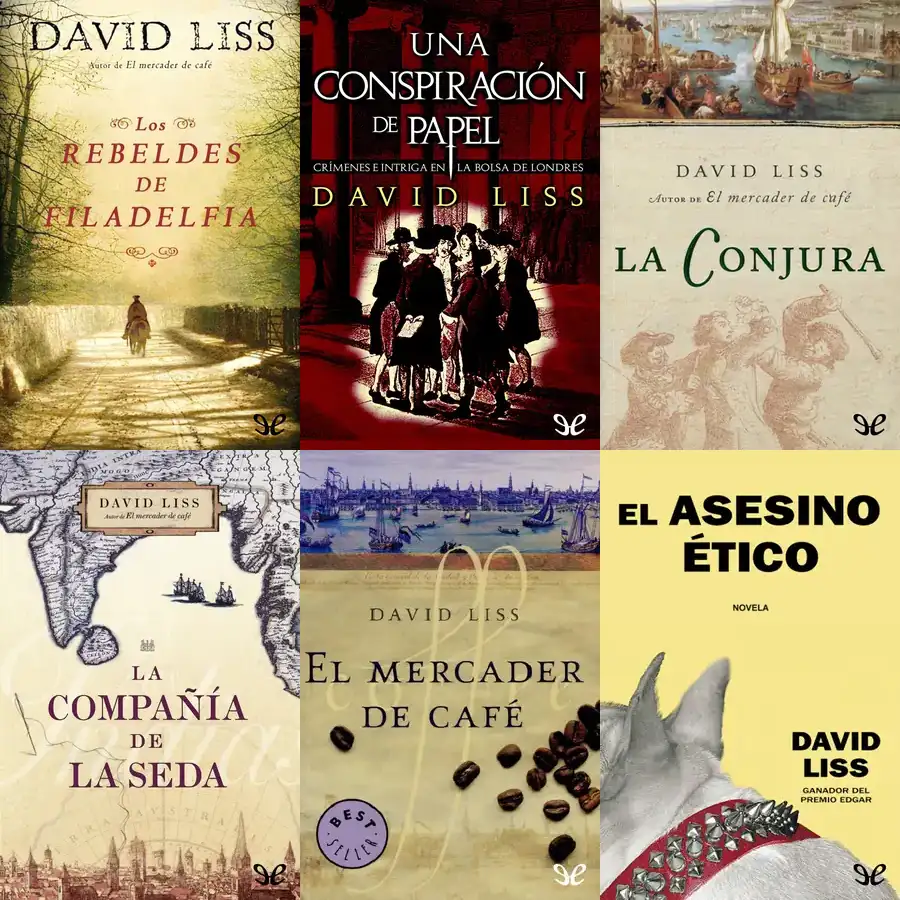 DAVID LISS
Autor de El mercader de café
Los
REBELDES
DE
FILADELFIA
UNA
CONSPIRACIÓN
DE PAPEL
CRÍMENES E INTRIGA EN LA BOLSA DE LONDRES
DAVID LISS
DAVID LISS
AUTOR DE El mercader de café
LA CONJURA
DAVID LISS
Autor de El mercader de café
LA
COMPAÑÍA
DE
LA SEDA
DAVID LISS
EL MERCADER
DE CAFÉ
BEST
SELLER
EL ASESINO
ÉTICO
NOVELA
DAVID
LISS
GANADOR DEL
PREMIO EDGAR